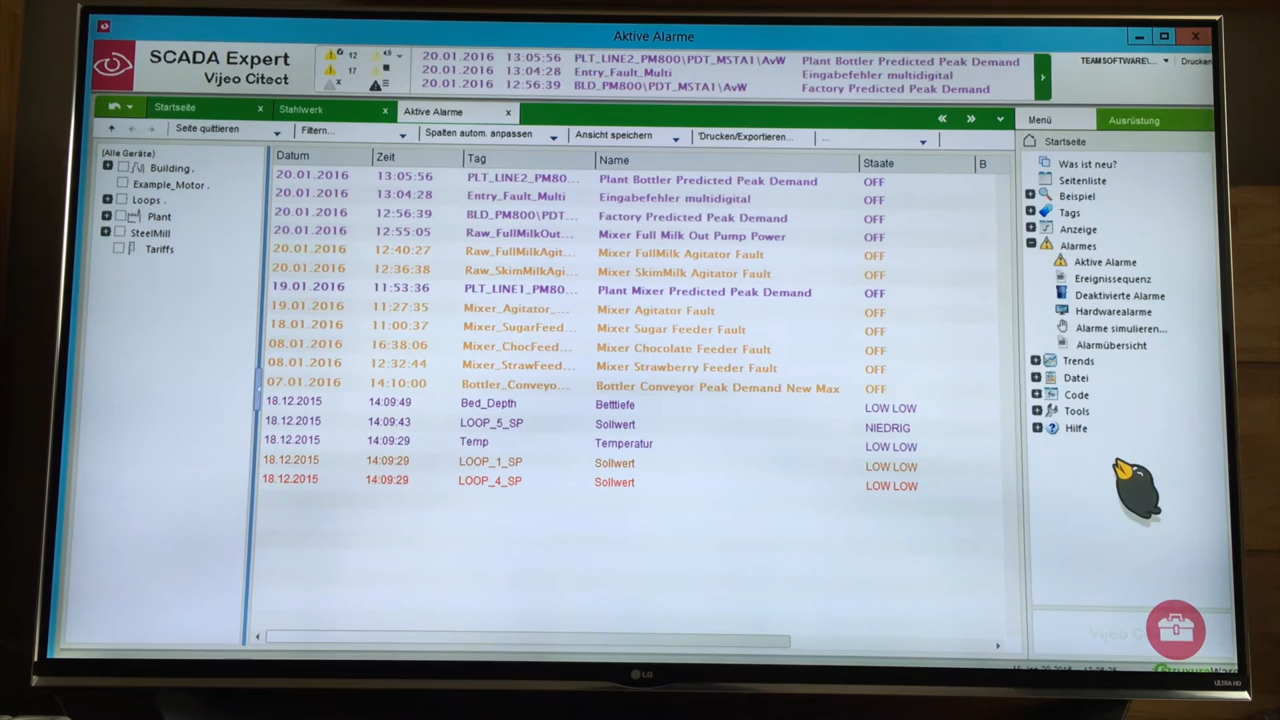 Aktive Alarme
SCADA Expert
Vijeo Citect
12
17
20.01.2016 13:05:56 PLT_LINE2_PM800\PDT_MSTA1\AvW Plant Bottler Predicted Peak Demand
20.01.2016 13:04:28 Entry_Fault_Multi Eingabefehler multidigital
20.01.2016 12:56:39 BLD_PM800\PDT_MSTA1\AvW Factory Predicted Peak Demand
TEAMSOFTWARE\... Drucken
Startseite x Stahlwerk x Aktive Alarme x
Menü Ausrüstung
Seite quittieren Filtern... Spalten autom. anpassen Ansicht speichern Drucken/Exportieren... ...
(Alle Geräte)
Building.
Example_Motor.
Loops.
Plant
SteelMill
Tariffs
Datum Zeit Tag Name Staate B
20.01.2016 13:05:56 PLT_LINE2_PM80... Plant Bottler Predicted Peak Demand OFF
20.01.2016 13:04:28 Entry_Fault_Multi Eingabefehler multidigital OFF
20.01.2016 12:56:39 BLD_PM800\PDT... Factory Predicted Peak Demand OFF
20.01.2016 12:55:05 Raw_FullMilkOut... Mixer Full Milk Out Pump Power OFF
20.01.2016 12:40:27 Raw_FullMilkAgit... Mixer FullMilk Agitator Fault OFF
20.01.2016 12:36:38 Raw_SkimMilkAgi... Mixer SkimMilk Agitator Fault OFF
19.01.2016 11:53:36 PLT_LINE1_PM80... Plant Mixer Predicted Peak Demand OFF
19.01.2016 11:27:35 Mixer_Agitator_... Mixer Agitator Fault OFF
18.01.2016 11:00:37 Mixer_SugarFeed... Mixer Sugar Feeder Fault OFF
08.01.2016 16:38:06 Mixer_ChocFeed... Mixer Chocolate Feeder Fault OFF
08.01.2016 12:32:44 Mixer_StrawFeed... Mixer Strawberry Feeder Fault OFF
07.01.2016 14:10:00 Bottler_Conveyo... Bottler Conveyor Peak Demand New Max OFF
18.12.2015 14:09:49 Bed_Depth Betttiefe LOW LOW
18.12.2015 14:09:43 LOOP_5_SP Sollwert NIEDRIG
18.12.2015 14:09:29 Temp Temperatur LOW LOW
18.12.2015 14:09:29 LOOP_1_SP Sollwert LOW LOW
18.12.2015 14:09:29 LOOP_4_SP Sollwert LOW LOW
Startseite
Was ist neu?
Seitenliste
Beispiel
Tags
Anzeige
Alarmes
Aktive Alarme
Ereignissequenz
Deaktivierte Alarme
Hardwarealarme
Alarme simulieren...
Alarmübersicht
Trends
Datei
Code
Tools
Hilfe
LG
ULTRA HD